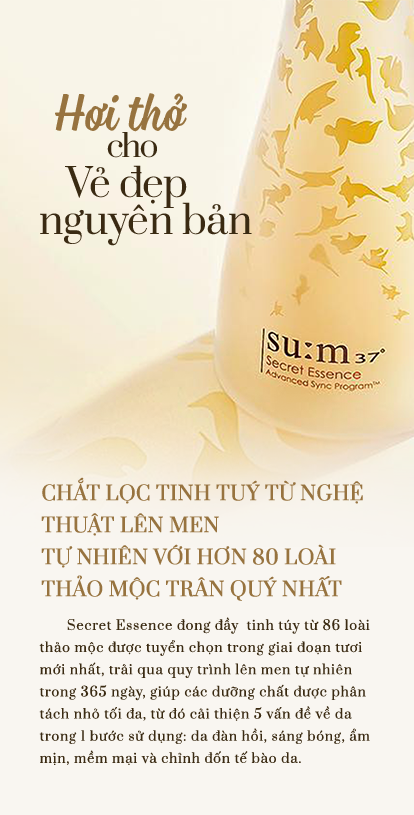 Hơi thở
cho
Vẻ đẹp
nguyên bản
su:m37°
Secret Essence
Advanced Sync Program™
CHẮT LỌC TINH TUÝ TỪ NGHỆ
THUẬT LÊN MEN
TỰ NHIÊN VỚI HƠN 80 LOÀI
THẢO MỘC TRÂN QUÝ NHẤT
Secret Essence đong đầy tinh túy từ 86 loài
thảo mộc được tuyển chọn trong giai đoạn tươi
mới nhất, trải qua quy trình lên men tự nhiên
trong 365 ngày, giúp các dưỡng chất được phân
tách nhỏ tối đa, từ đó cải thiện 5 vấn đề về da
trong 1 bước sử dụng: da đàn hồi, sáng bóng, ẩm
mịn, mềm mại và chỉnh đốn tế bào da.